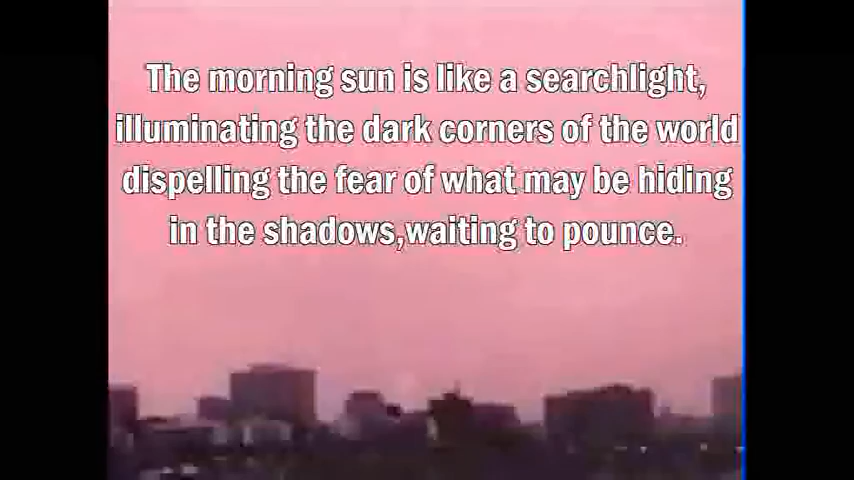 The morning sun is like a searchlight,
illuminating the dark corners of the world
dispelling the fear of what may be hiding
in the shadows,waiting to pounce.